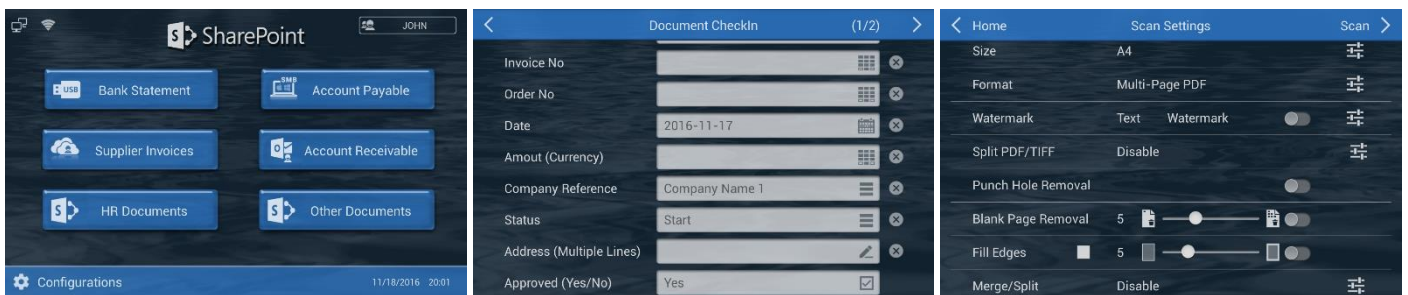 SharePoint
JOHN
USB
Bank Statement
SMB
Account Payable
Supplier Invoices
Account Receivable
HR Documents
Other Documents
Configurations
11/18/2016 20:01
Document CheckIn (1/2)
Invoice No
Order No
Date 2016-11-17
Amout (Currency)
Company Reference Company Name 1
Status Start
Address (Multiple Lines)
Approved (Yes/No) Yes
Home Scan Settings Scan
Size A4
Format Multi-Page PDF
Watermark Text Watermark
Split PDF/TIFF Disable
Punch Hole Removal
Blank Page Removal 5
Fill Edges 5
Merge/Split Disable